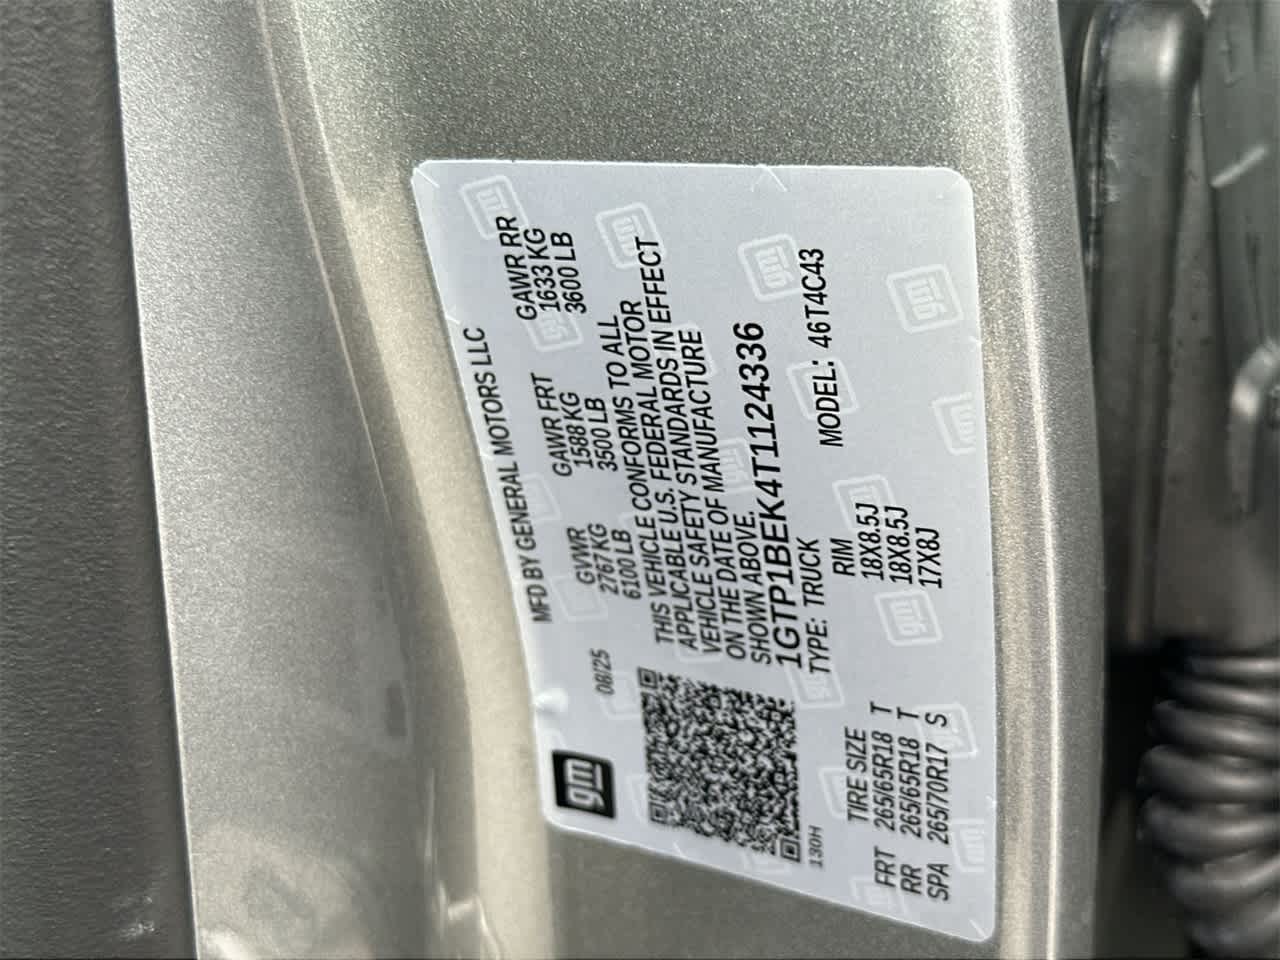 gm
08/25
MFD BY GENERAL MOTORS LLC
GVWR GAWR FRT GAWR RR
2767 KG 1588 KG 1633 KG
6100 LB 3500 LB 3600 LB
THIS VEHICLE CONFORMS TO ALL
APPLICABLE U.S. FEDERAL MOTOR
VEHICLE SAFETY STANDARDS IN EFFECT
ON THE DATE OF MANUFACTURE
SHOWN ABOVE.
1GTP1BEK4T1124336
TYPE: TRUCK MODEL: 46T4C43
130H
TIRE SIZE RIM
FRT 265/65R18 T 18X8.5J
RR 265/65R18 T 18X8.5J
SPA 265/70R17 S 17X8J